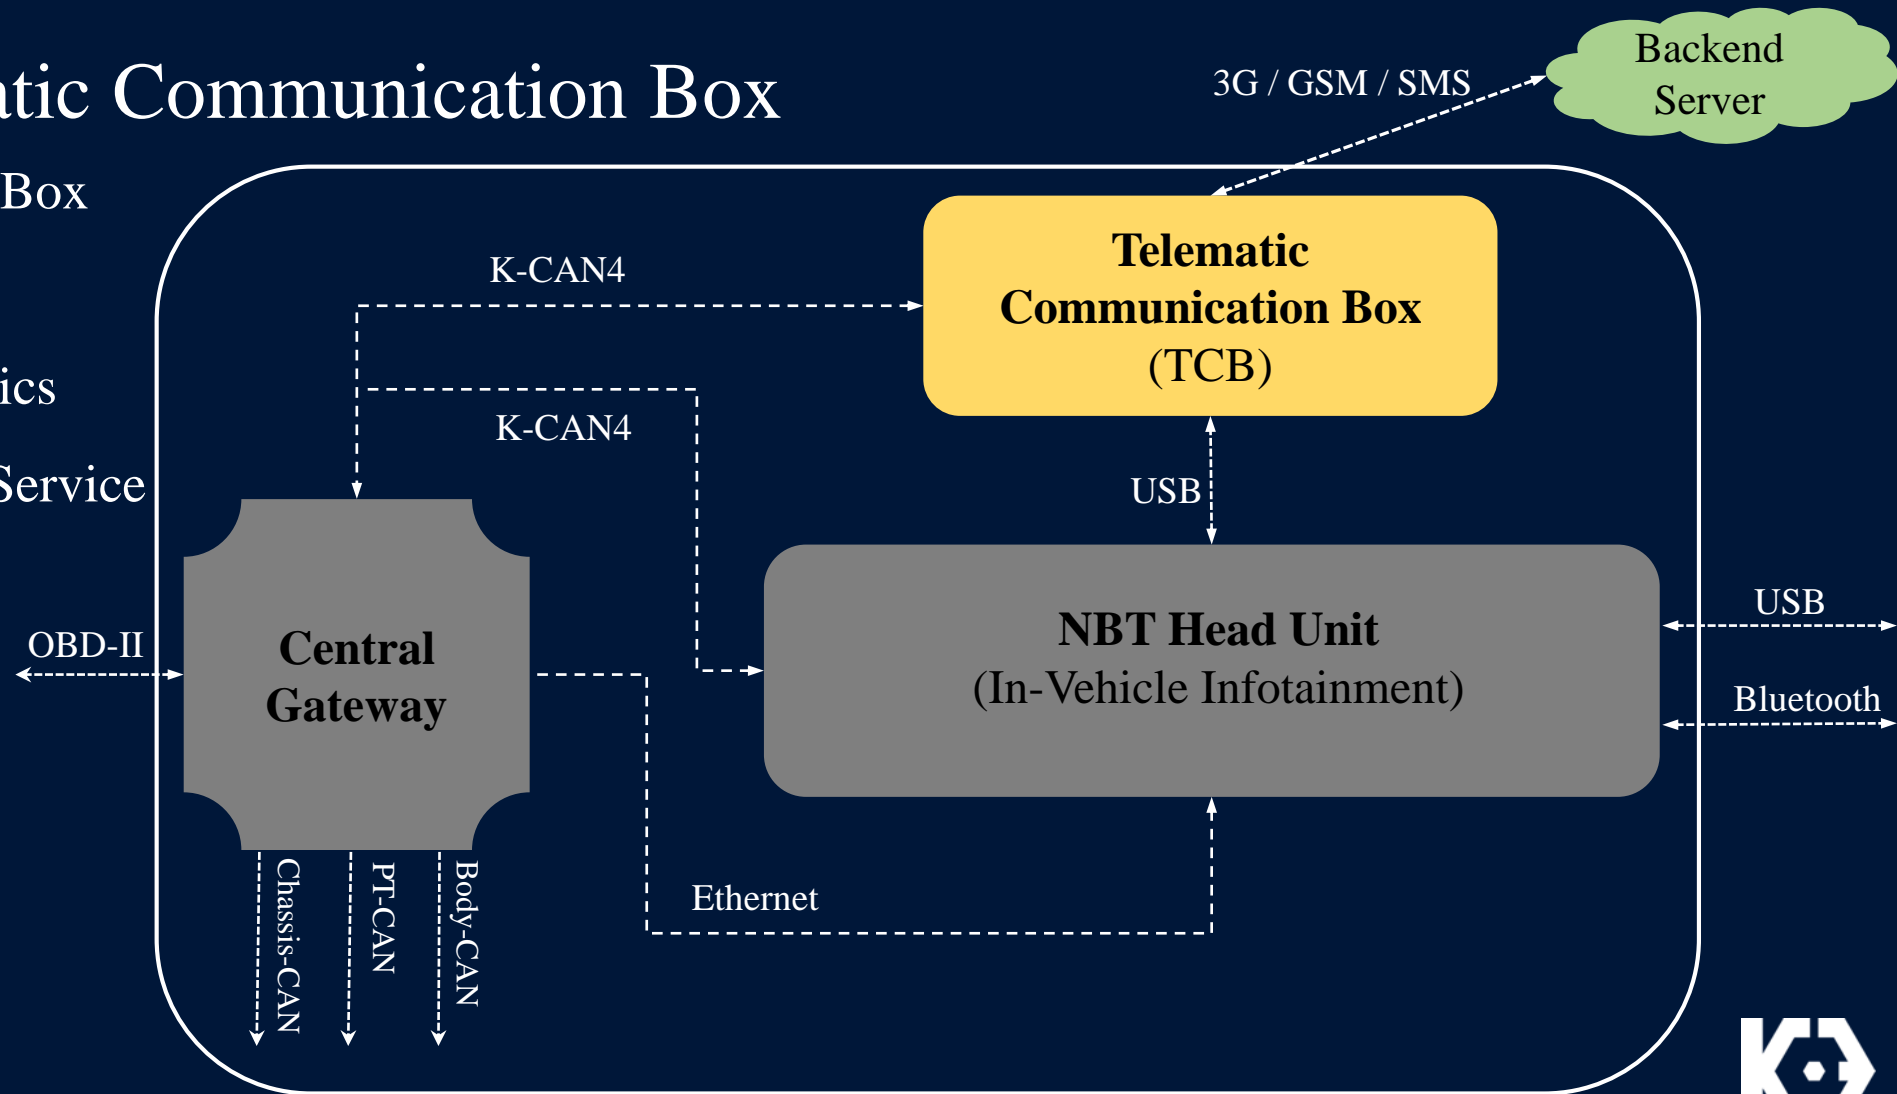 atic Communication Box
Box
ics
Service
3G / GSM / SMS
Backend
Server
K-CAN4
Telematic
Communication Box
(TCB)
K-CAN4
USB
OBD-II
Central
Gateway
NBT Head Unit
(In-Vehicle Infotainment)
USB
Bluetooth
Chassis-CAN
PT-CAN
Body-CAN
Ethernet